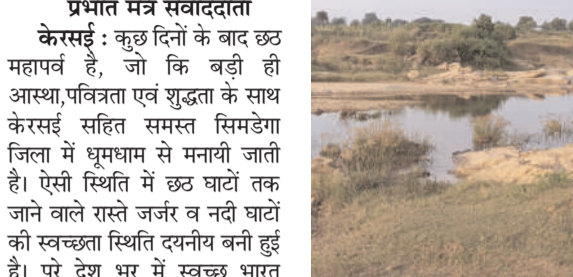 प्रभात मंत्र संवाददाता
केरसई : कुछ दिनों के बाद छठ
महापर्व है, जो कि बड़ी ही
आस्था,पवित्रता एवं शुद्धता के साथ
केरसई सहित समस्त सिमडेगा
जिला में धूमधाम से मनायी जाती
है। ऐसी स्थिति में छठ घाटों तक
जाने वाले रास्ते जर्जर व नदी घाटों
की स्वच्छता स्थिति दयनीय बनी हुई
है। पूरे देश भर में स्वच्छ भारत